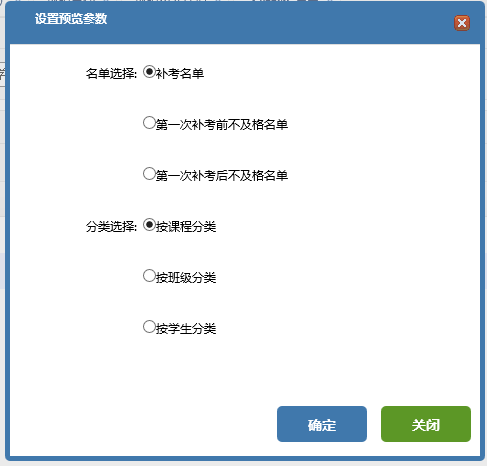 设置预览参数
名单选择: 补考名单
第一次补考前不及格名单
第一次补考后不及格名单
分类选择: 按课程分类
按班级分类
按学生分类
确定 关闭